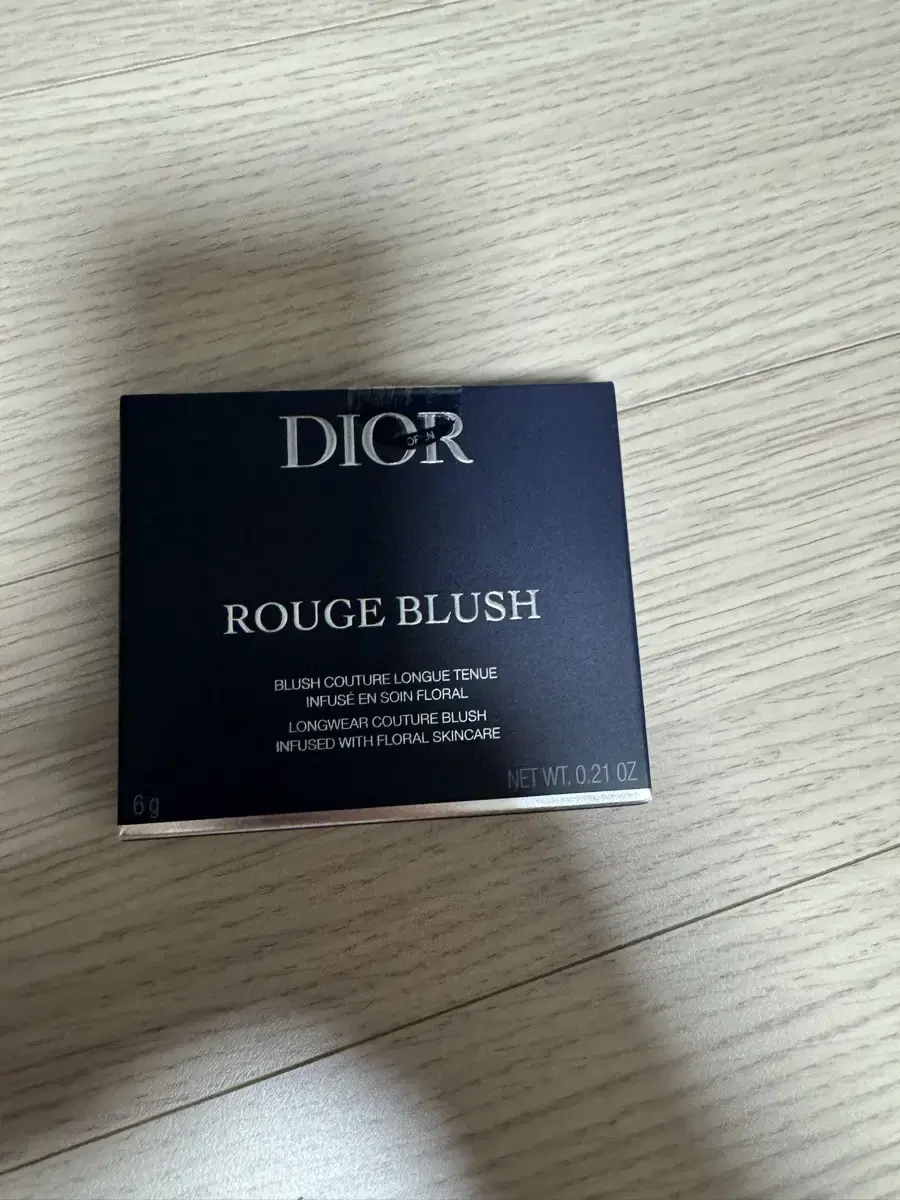 DIOR
OPEN
ROUGE BLUSH
BLUSH COUTURE LONGUE TENUE
INFUSÉ EN SOIN FLORAL
LONGWEAR COUTURE BLUSH
INFUSED WITH FLORAL SKINCARE
6 g NET WT. 0.21 OZ